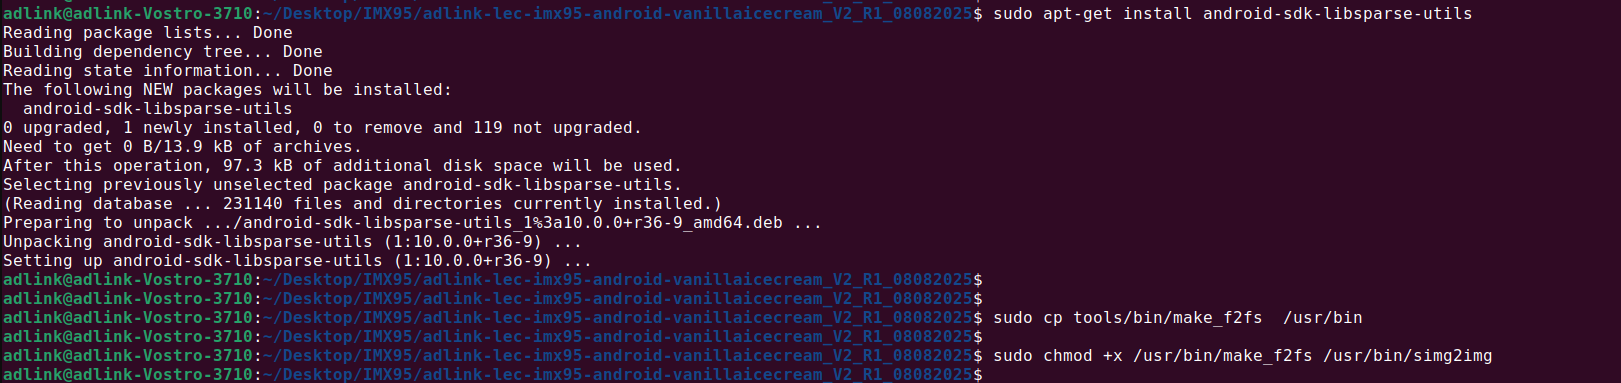 adlink@adlink-Vostro-3710:~/Desktop/IMX95/adlink-lec-imx95-android-vanillaicecream_V2_R1_08082025$ sudo apt-get install android-sdk-libsparse-utils
Reading package lists... Done
Building dependency tree... Done
Reading state information... Done
The following NEW packages will be installed:
  android-sdk-libsparse-utils
0 upgraded, 1 newly installed, 0 to remove and 119 not upgraded.
Need to get 0 B/13.9 kB of archives.
After this operation, 97.3 kB of additional disk space will be used.
Selecting previously unselected package android-sdk-libsparse-utils.
(Reading database ... 231140 files and directories currently installed.)
Preparing to unpack .../android-sdk-libsparse-utils_1%3a10.0.0+r36-9_amd64.deb ...
Unpacking android-sdk-libsparse-utils (1:10.0.0+r36-9) ...
Setting up android-sdk-libsparse-utils (1:10.0.0+r36-9) ...
adlink@adlink-Vostro-3710:~/Desktop/IMX95/adlink-lec-imx95-android-vanillaicecream_V2_R1_08082025$
adlink@adlink-Vostro-3710:~/Desktop/IMX95/adlink-lec-imx95-android-vanillaicecream_V2_R1_08082025$
adlink@adlink-Vostro-3710:~/Desktop/IMX95/adlink-lec-imx95-android-vanillaicecream_V2_R1_08082025$ sudo cp tools/bin/make_f2fs  /usr/bin
adlink@adlink-Vostro-3710:~/Desktop/IMX95/adlink-lec-imx95-android-vanillaicecream_V2_R1_08082025$
adlink@adlink-Vostro-3710:~/Desktop/IMX95/adlink-lec-imx95-android-vanillaicecream_V2_R1_08082025$ sudo chmod +x /usr/bin/make_f2fs /usr/bin/simg2img
adlink@adlink-Vostro-3710:~/Desktop/IMX95/adlink-lec-imx95-android-vanillaicecream_V2_R1_08082025$